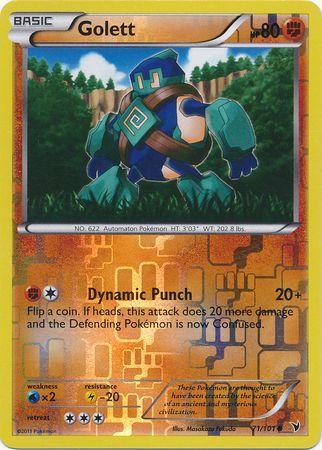 BASIC
Golett
HP80
NO. 622 Automaton Pokémon HT: 3'03" WT: 202.8 lbs.
Dynamic Punch 20+
Flip a coin. If heads, this attack does 20 more damage
and the Defending Pokémon is now Confused.
weakness
×2
resistance
-20
retreat
These Pokémon are thought to
have been created by the science
of an ancient and mysterious
civilization.
©2011 Pokémon
Illus. Masakazu Fukuda
71/101